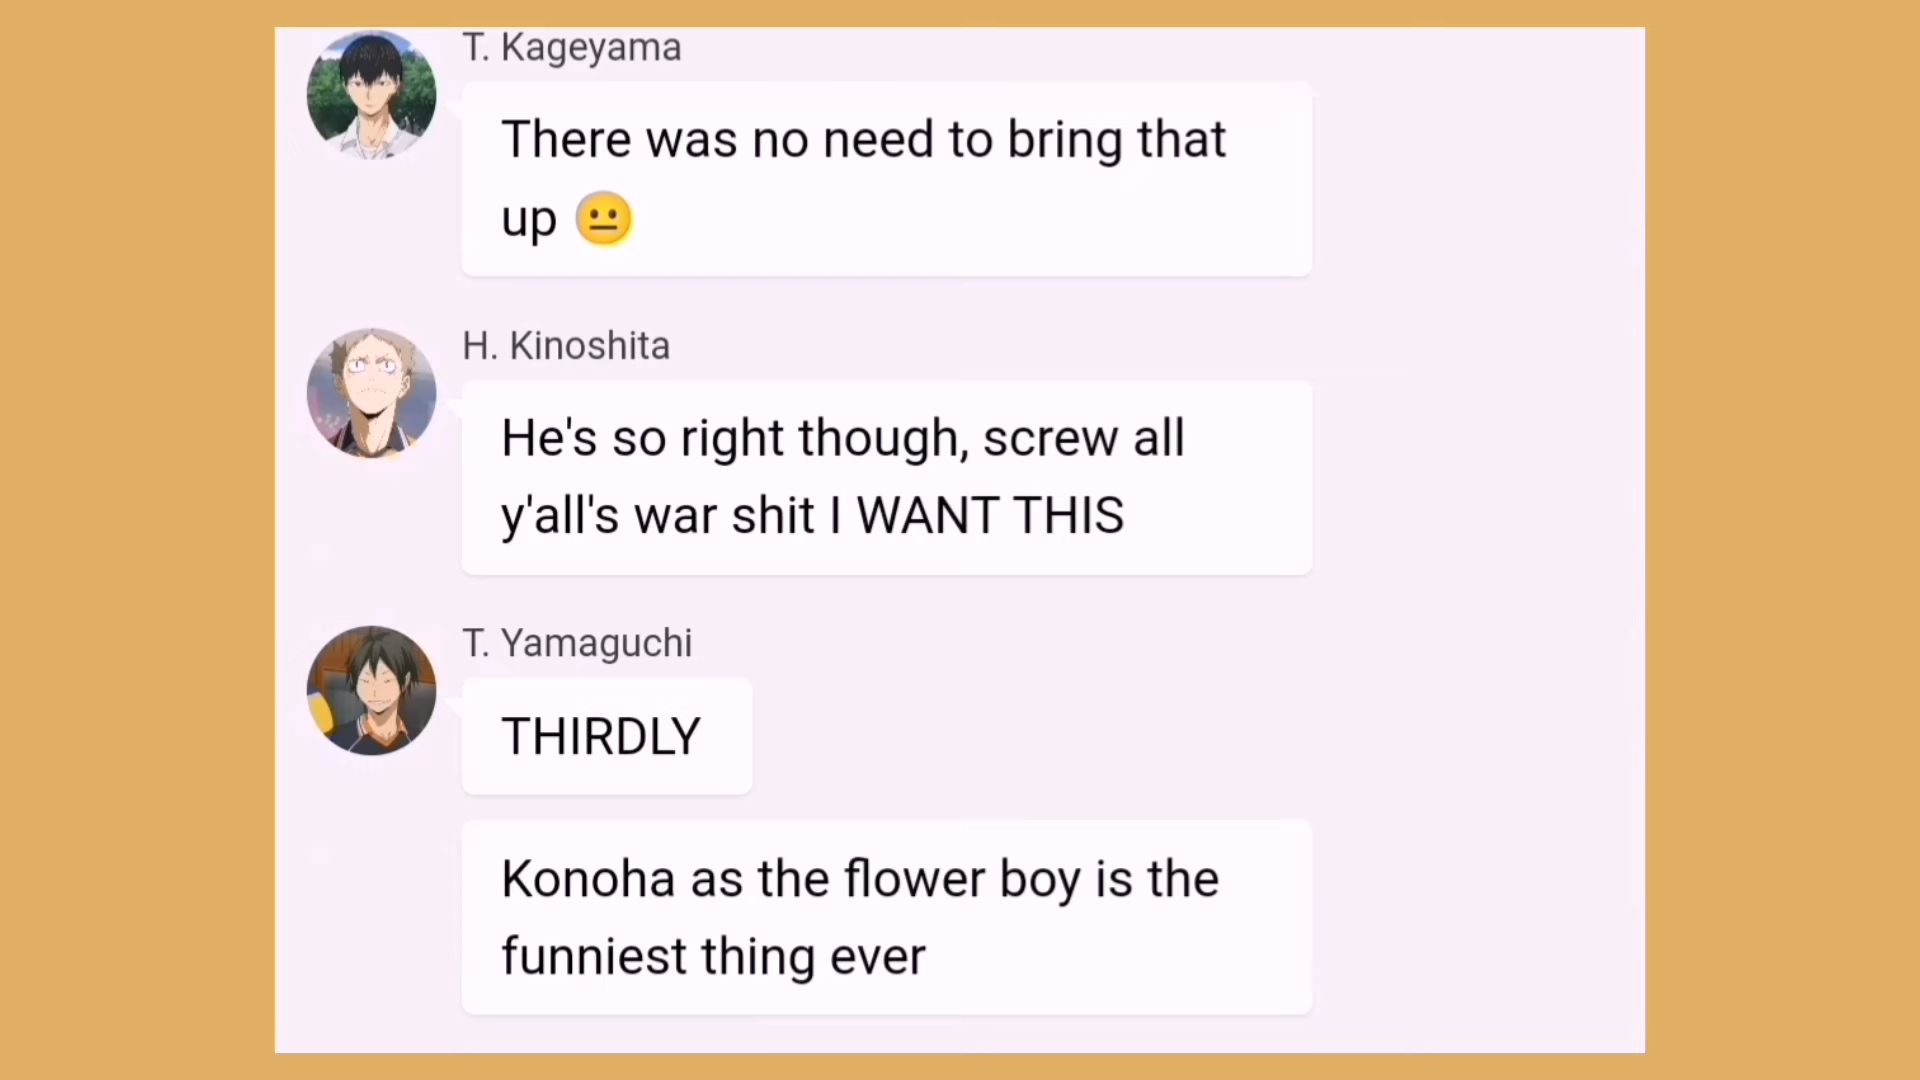 T. Kageyama
There was no need to bring that
up 😐
H. Kinoshita
He's so right though, screw all
y'all's war shit I WANT THIS
T. Yamaguchi
THIRDLY
Konoha as the flower boy is the
funniest thing ever